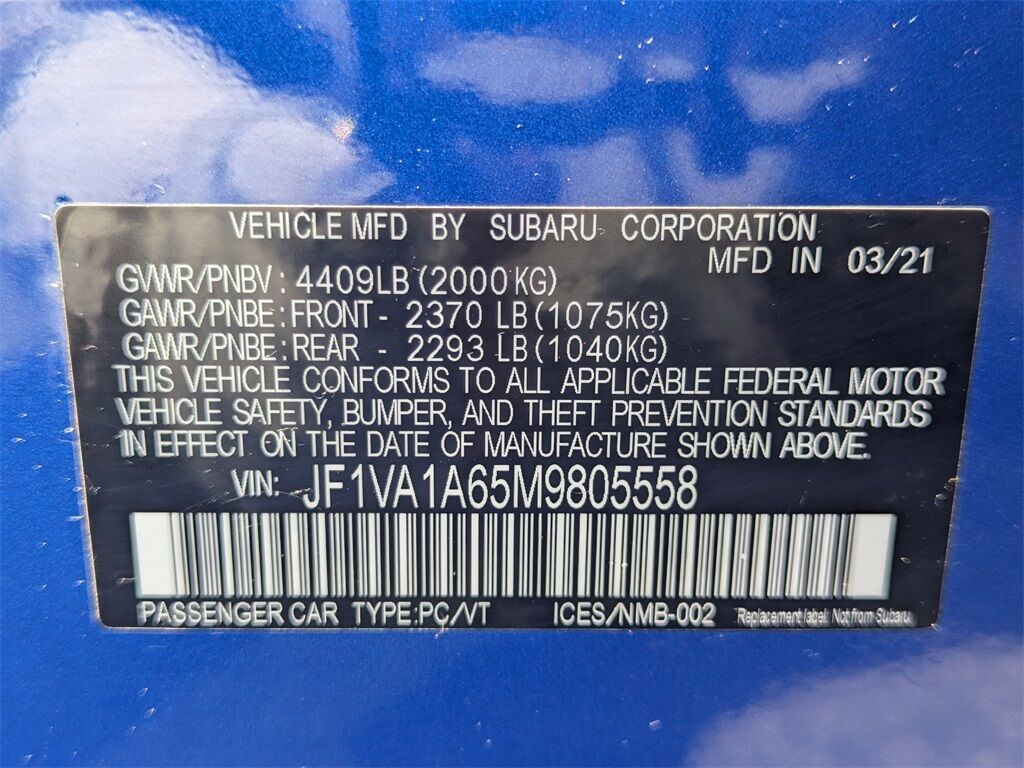 VEHICLE MFD BY SUBARU CORPORATION
MFD IN 03/21
GVWR/PNBV : 4409LB (2000KG)
GAWR/PNBE : FRONT - 2370 LB (1075KG)
GAWR/PNBE : REAR - 2293 LB (1040KG)
THIS VEHICLE CONFORMS TO ALL APPLICABLE FEDERAL MOTOR
VEHICLE SAFETY, BUMPER, AND THEFT PREVENTION STANDARDS
IN EFFECT ON THE DATE OF MANUFACTURE SHOWN ABOVE.
VIN: JF1VA1A65M9805558
PASSENGER CAR TYPE:PC/VT ICES/NMB-002 Replacement label: Not from Subaru